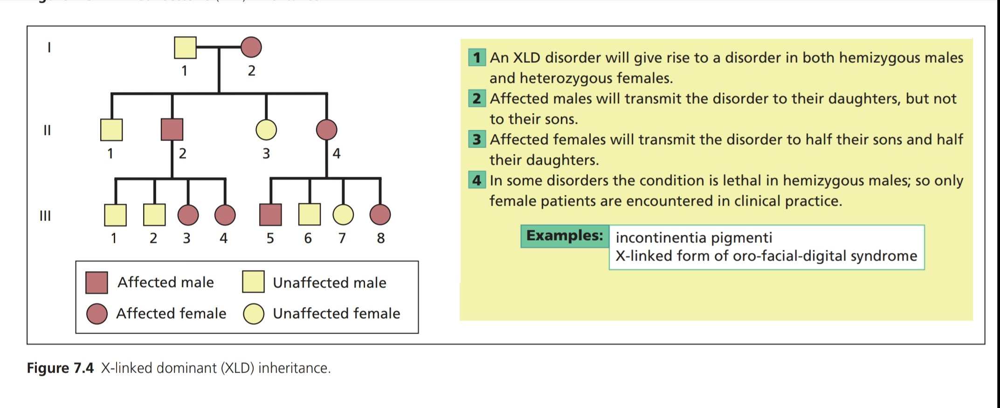 I
1 2
II
1 2 3 4
III
1 2 3 4 5 6 7 8
Affected male Unaffected male
Affected female Unaffected female
1 An XLD disorder will give rise to a disorder in both hemizygous males
and heterozygous females.
2 Affected males will transmit the disorder to their daughters, but not
to their sons.
3 Affected females will transmit the disorder to half their sons and half
their daughters.
4 In some disorders the condition is lethal in hemizygous males; so only
female patients are encountered in clinical practice.
Examples: incontinentia pigmenti
X-linked form of oro-facial-digital syndrome
Figure 7.4 X-linked dominant (XLD) inheritance.